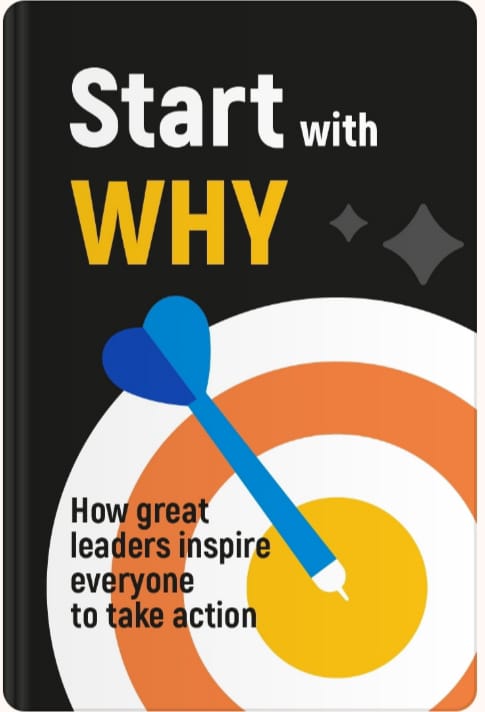 Start with
WHY
How great
leaders inspire
everyone
to take action